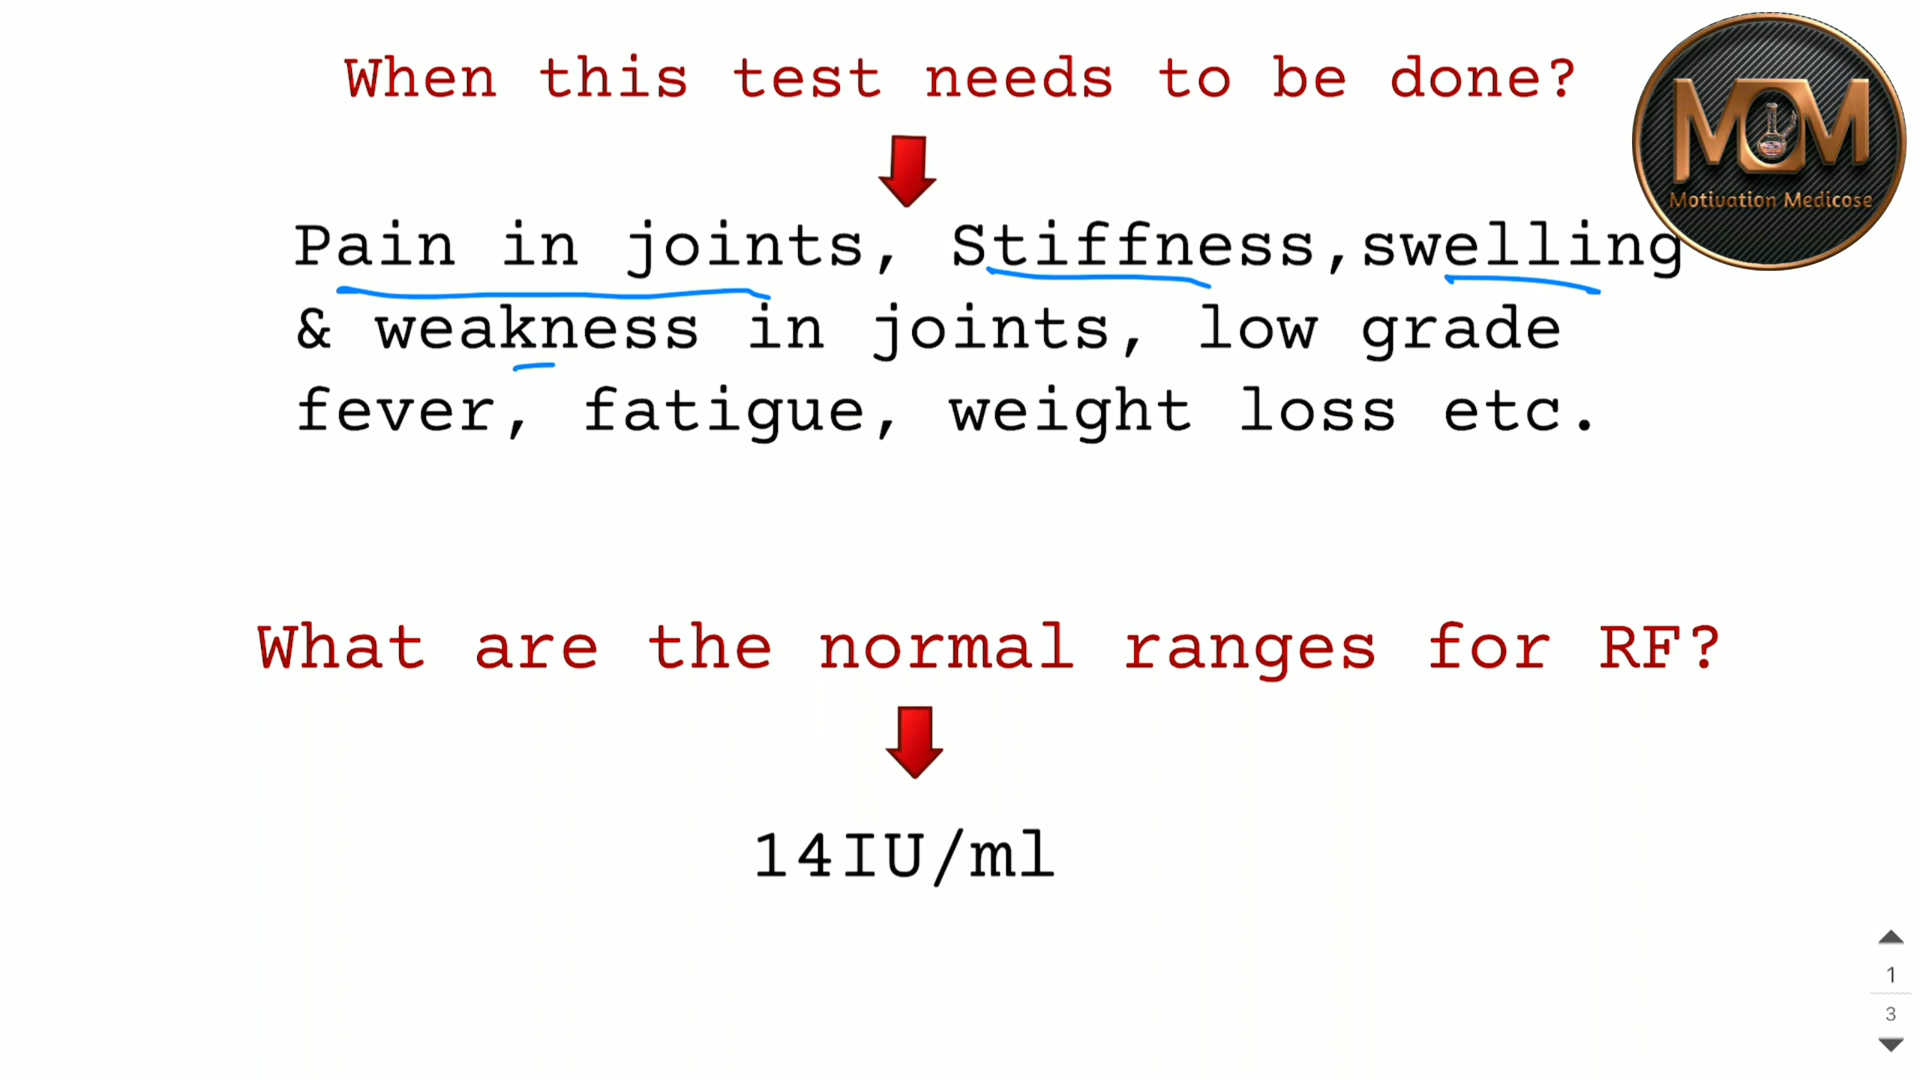 When this test needs to be done?
MOM
Motivation Medicose
Pain in joints, Stiffness,swelling
& weakness in joints, low grade
fever, fatigue, weight loss etc.
What are the normal ranges for RF?
14IU/ml
1
3